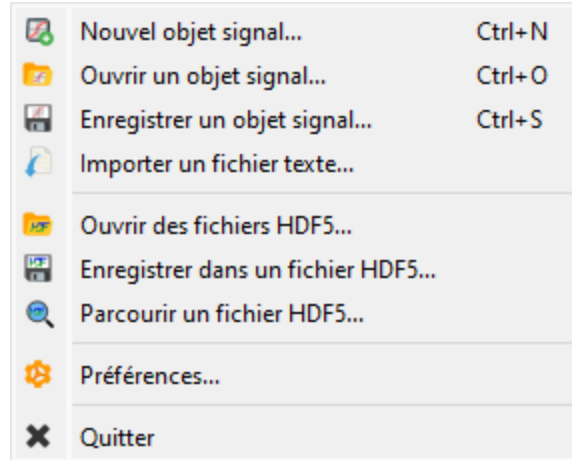 Nouvel objet signal... Ctrl+N
Ouvrir un objet signal... Ctrl+O
Enregistrer un objet signal... Ctrl+S
Importer un fichier texte...
Ouvrir des fichiers HDF5...
Enregistrer dans un fichier HDF5...
Parcourir un fichier HDF5...
Préférences...
Quitter